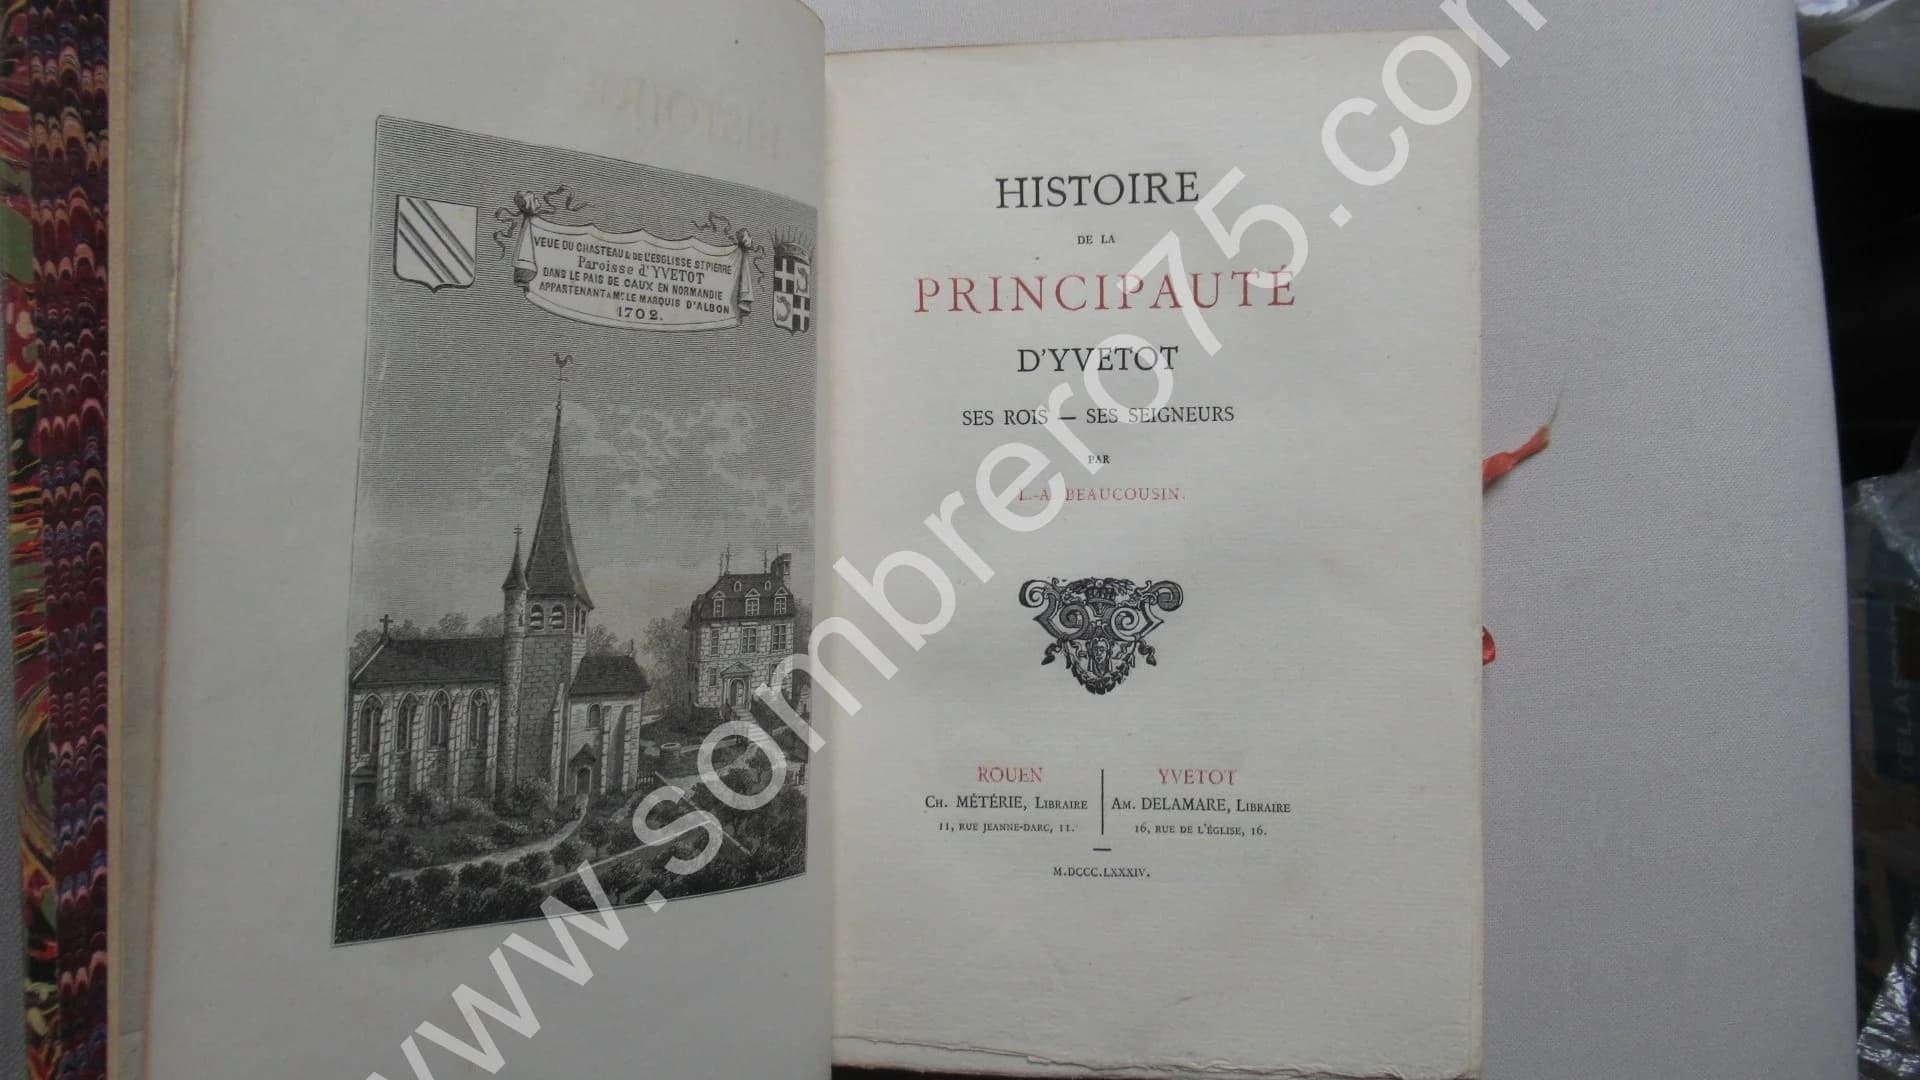 VEUE DU CHASTEAU & DE L'ESGLISSE ST PIERRE
Paroisse d'YVETOT
DANS LE PAIS DE CAUX EN NORMANDIE
APPARTENANT A Mr. LE MARQUIS D'ALBON
1702.
HISTOIRE
HISTOIRE
DE LA
PRINCIPAUTÉ
D'YVETOT
SES ROIS — SES SEIGNEURS
PAR
L.-A. BEAUCOUSIN.
ROUEN
CH. MÉTÉRIE, LIBRAIRE
11, RUE JEANNE-DARC, 11.
YVETOT
AM. DELAMARE, LIBRAIRE
16, RUE DE L'ÉGLISE, 16.
M.DCCC.LXXXIV.
www.sombrero75.com